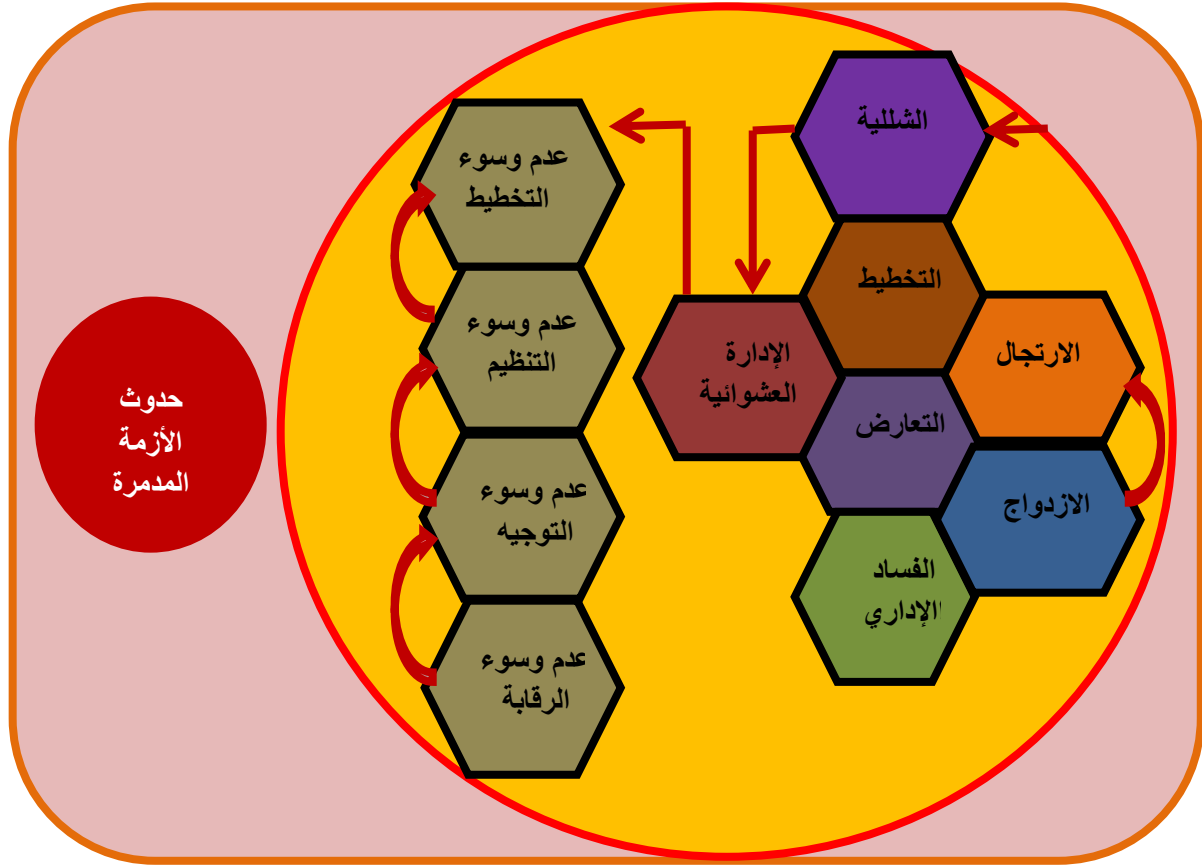 الشللية
التخطيط
الارتجال
الإدارة
العشوائية
التعارض
الازدواج
الفساد
الإداري
عدم وسوء
التخطيط
عدم وسوء
التنظيم
عدم وسوء
التوجيه
عدم وسوء
الرقابة
حدوث
الأزمة
المدمرة